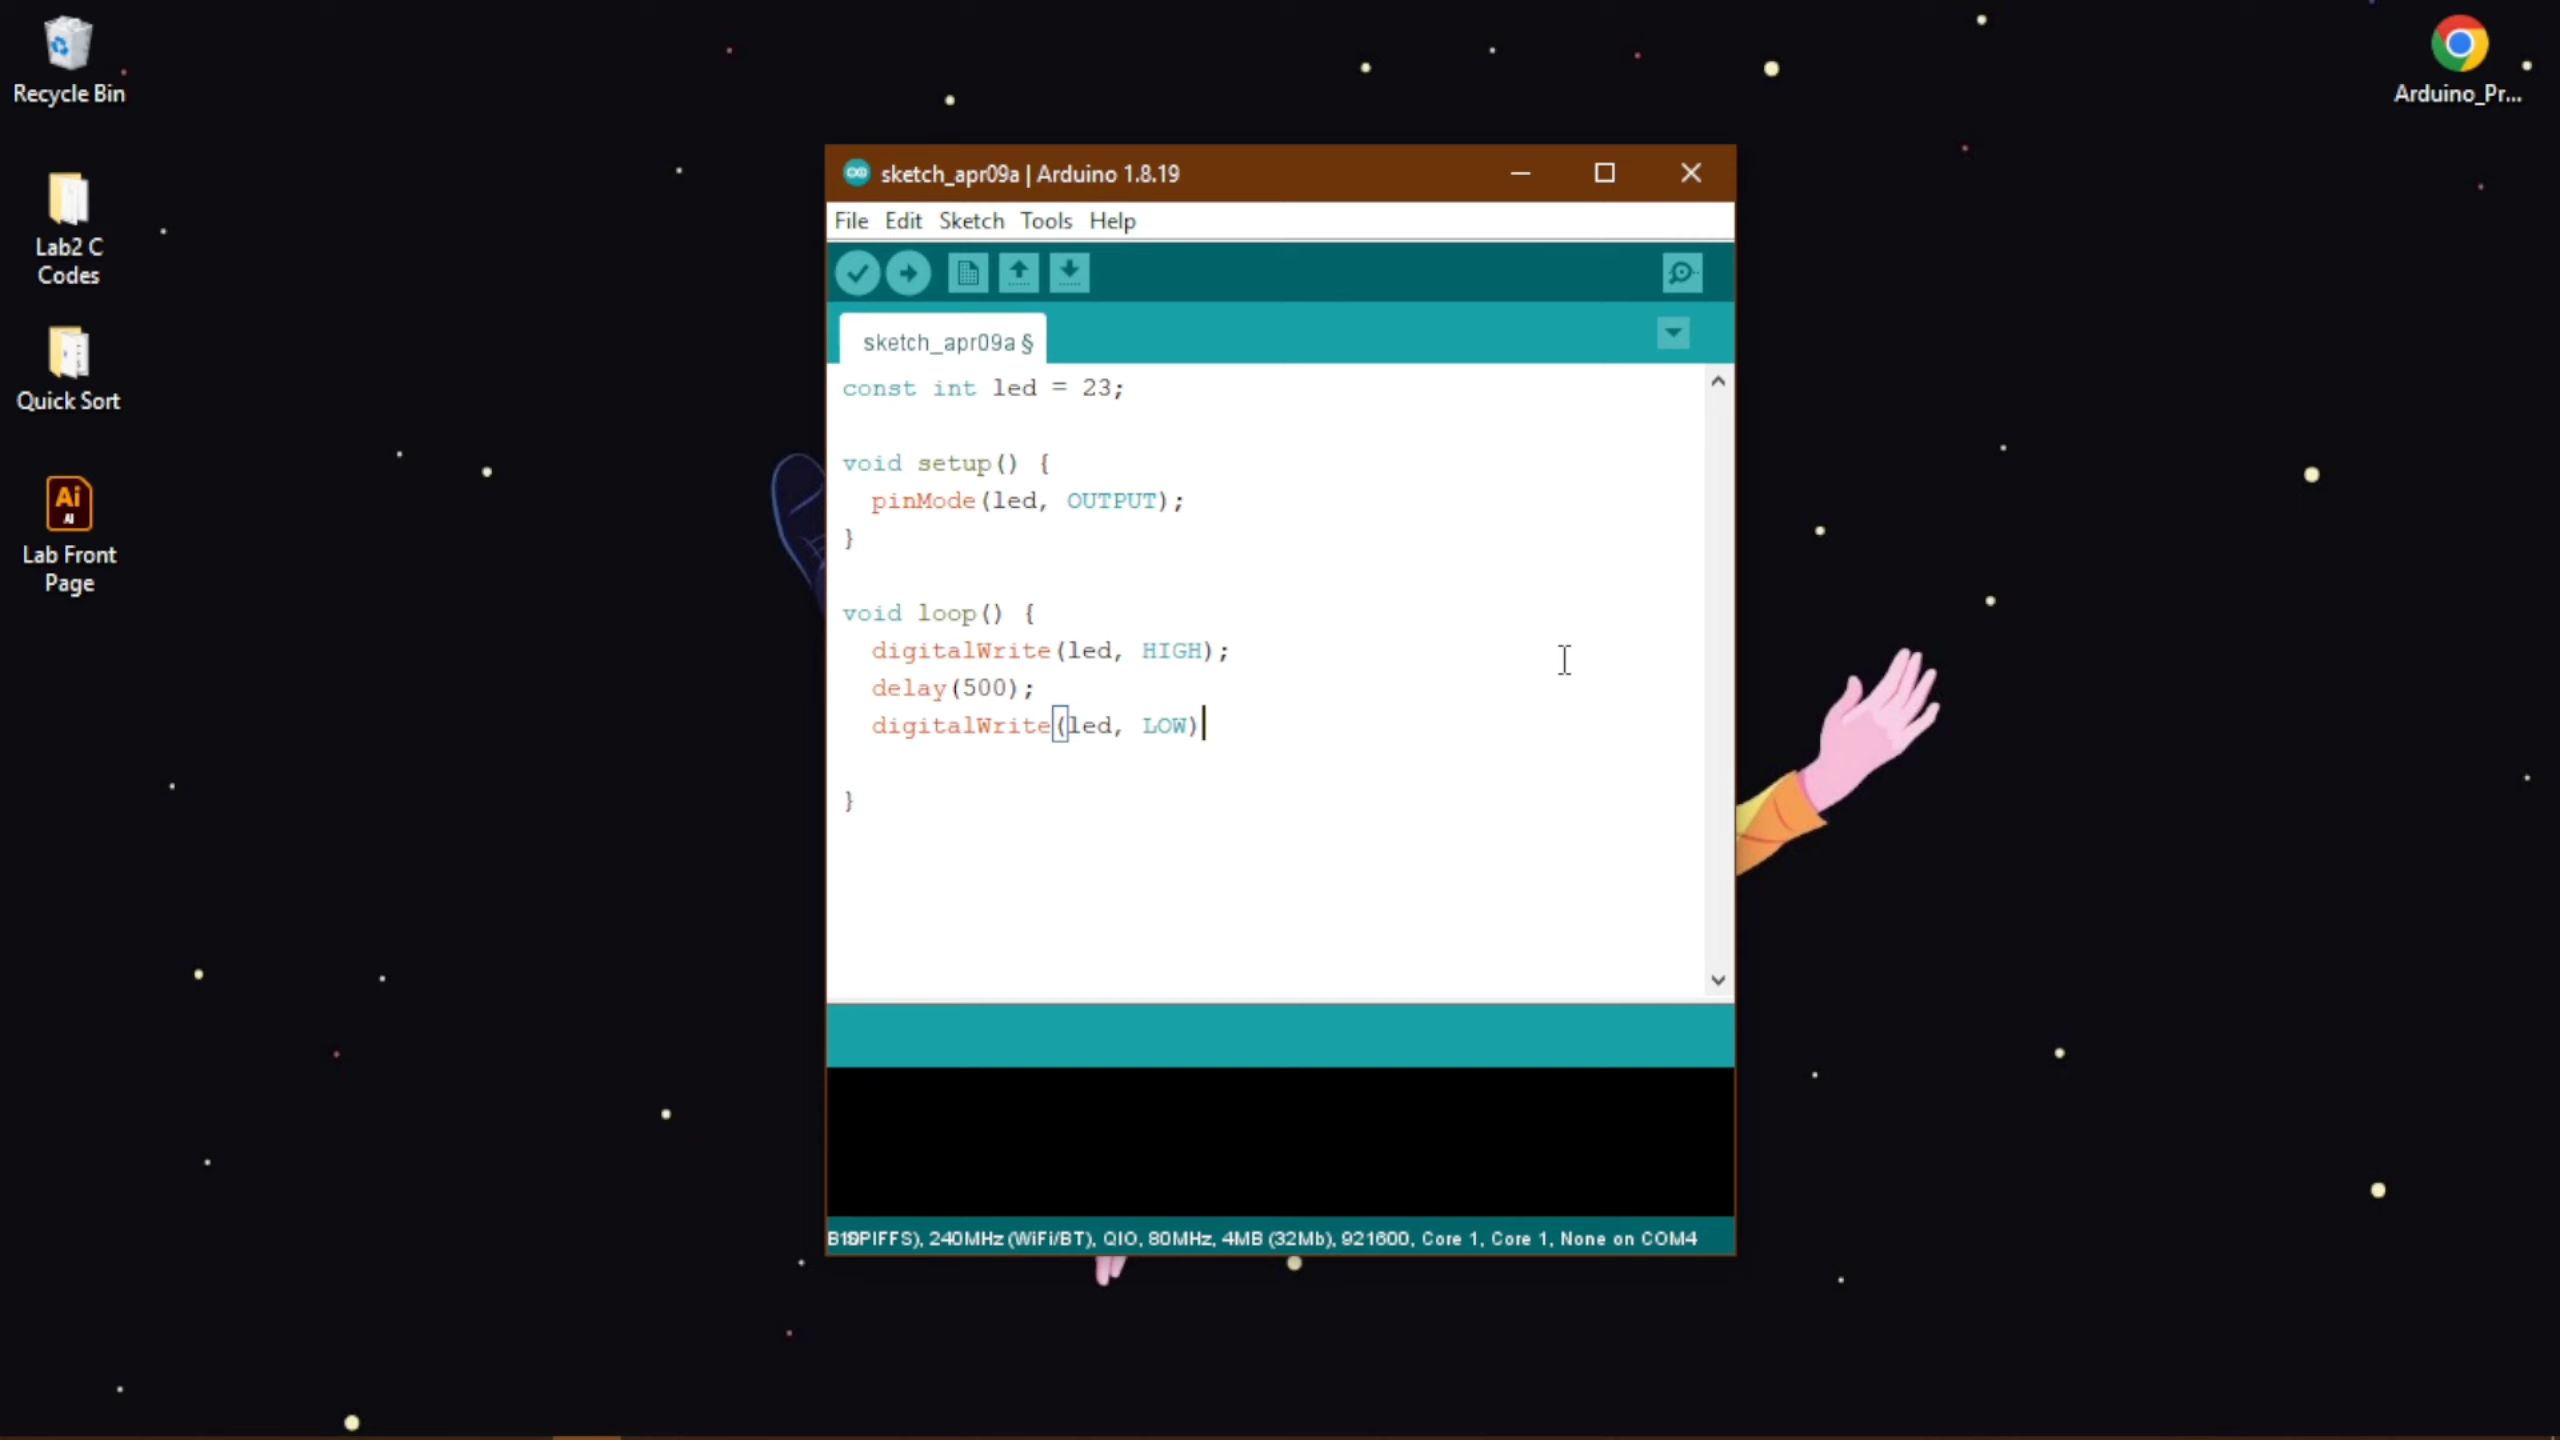 Recycle Bin
Lab2 C
Codes
Quick Sort
Ai
AI
Lab Front
Page
Arduino_Pr...
sketch_apr09a | Arduino 1.8.19
File Edit Sketch Tools Help
sketch_apr09a §
const int led = 23;
void setup() {
pinMode(led, OUTPUT);
}
void loop() {
digitalWrite(led, HIGH);
delay(500);
digitalWrite(led, LOW)
}
240MHz (WiFi/BT), QIO, 80MHz, 4MB (32Mb), 921600, Core 1, Core 1, None on COM4